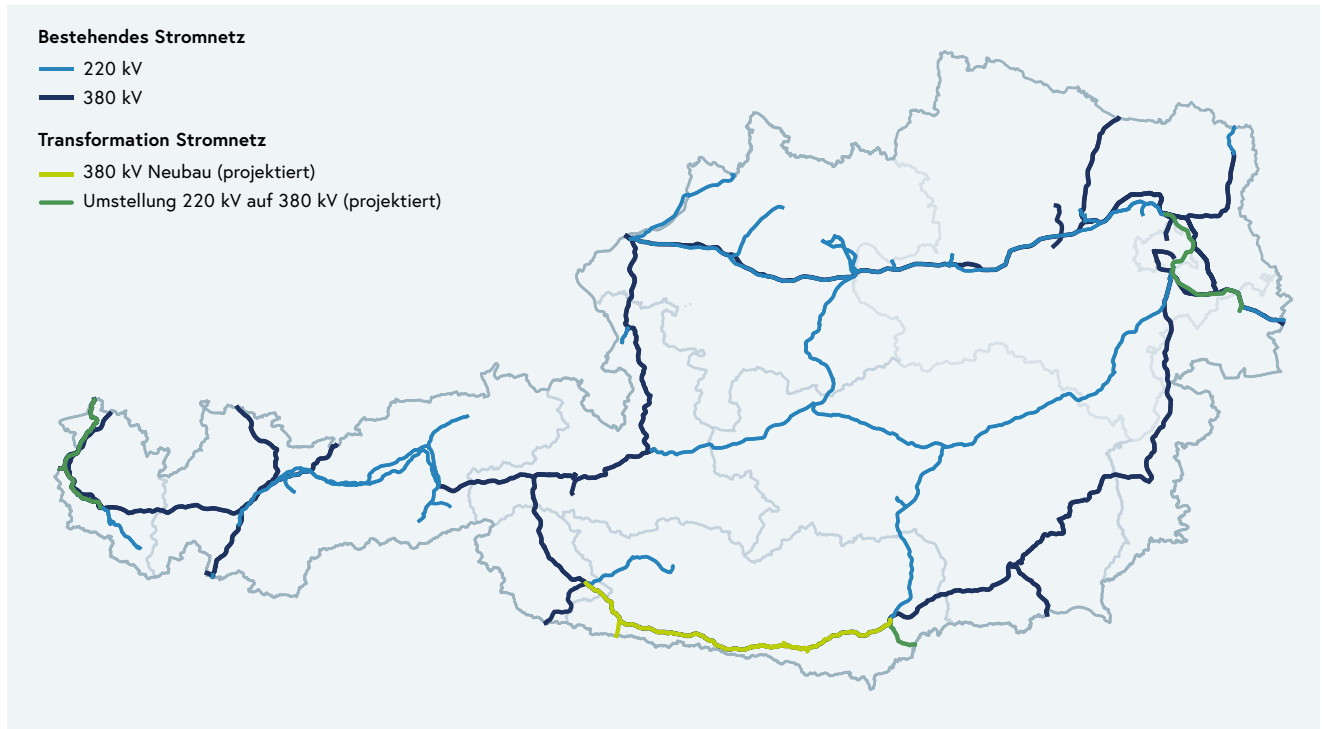 Bestehendes Stromnetz
220 kV
380 kV
Transformation Stromnetz
380 kV Neubau (projektiert)
Umstellung 220 kV auf 380 kV (projektiert)